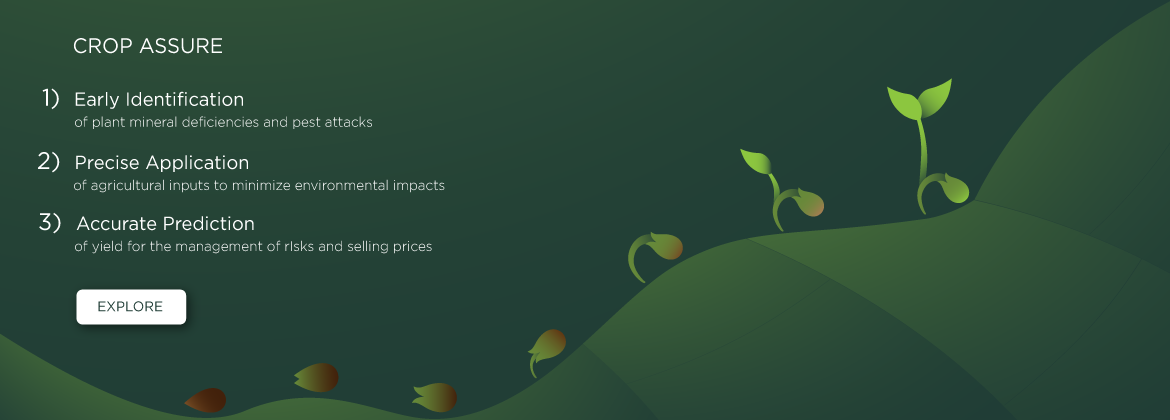 CROP ASSURE
1) Early Identification
of plant mineral deficiencies and pest attacks
2) Precise Application
of agricultural inputs to minimize environmental impacts
3) Accurate Prediction
of yield for the management of rIsks and selling prices
EXPLORE